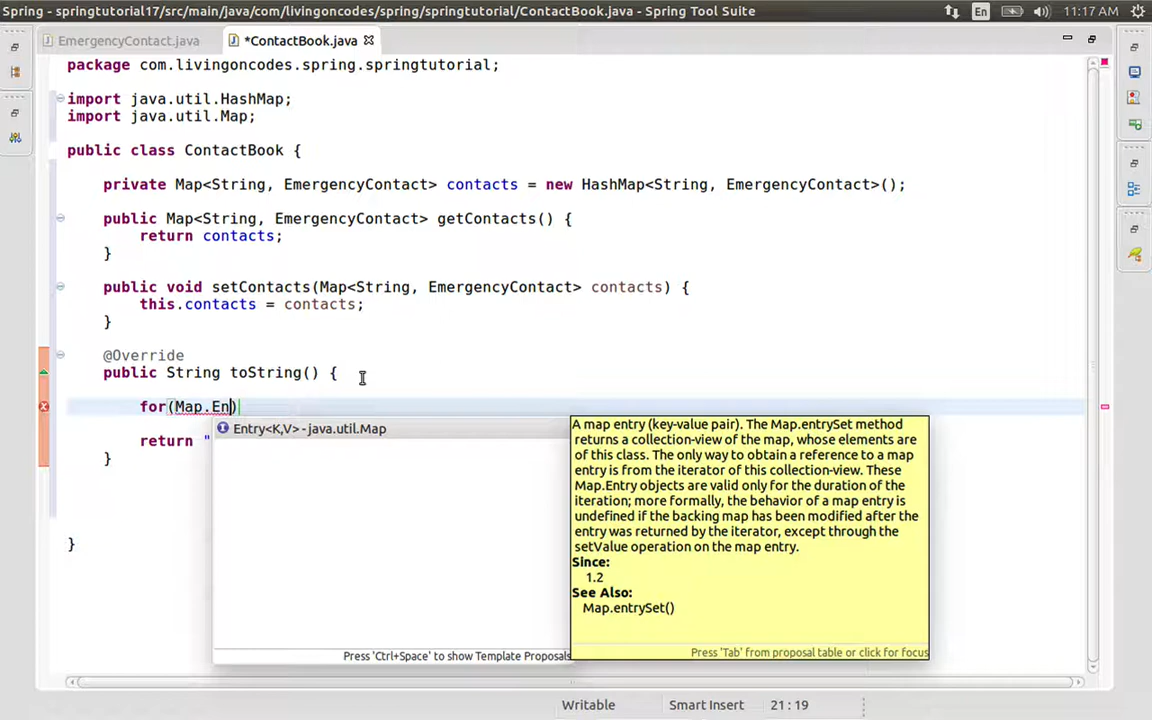 Spring - springtutorial17/src/main/java/com/livingoncodes/spring/springtutorial/ContactBook.java - Spring Tool Suite
En
11:17 AM
EmergencyContact.java
*ContactBook.java
package com.livingoncodes.spring.springtutorial;
import java.util.HashMap;
import java.util.Map;
public class ContactBook {
private Map<String, EmergencyContact> contacts = new HashMap<String, EmergencyContact>();
public Map<String, EmergencyContact> getContacts() {
return contacts;
}
public void setContacts(Map<String, EmergencyContact> contacts) {
this.contacts = contacts;
}
@Override
public String toString() {
for(Map.En)
return "
}
}
Entry<K,V> - java.util.Map
Press 'Ctrl+Space' to show Template Proposals
A map entry (key-value pair). The Map.entrySet method
returns a collection-view of the map, whose elements are
of this class. The only way to obtain a reference to a map
entry is from the iterator of this collection-view. These
Map.Entry objects are valid only for the duration of the
iteration; more formally, the behavior of a map entry is
undefined if the backing map has been modified after the
entry was returned by the iterator, except through the
setValue operation on the map entry.
Since:
1.2
See Also:
Map.entrySet()
Press 'Tab' from proposal table or click for focus
Writable
Smart Insert
21 : 19